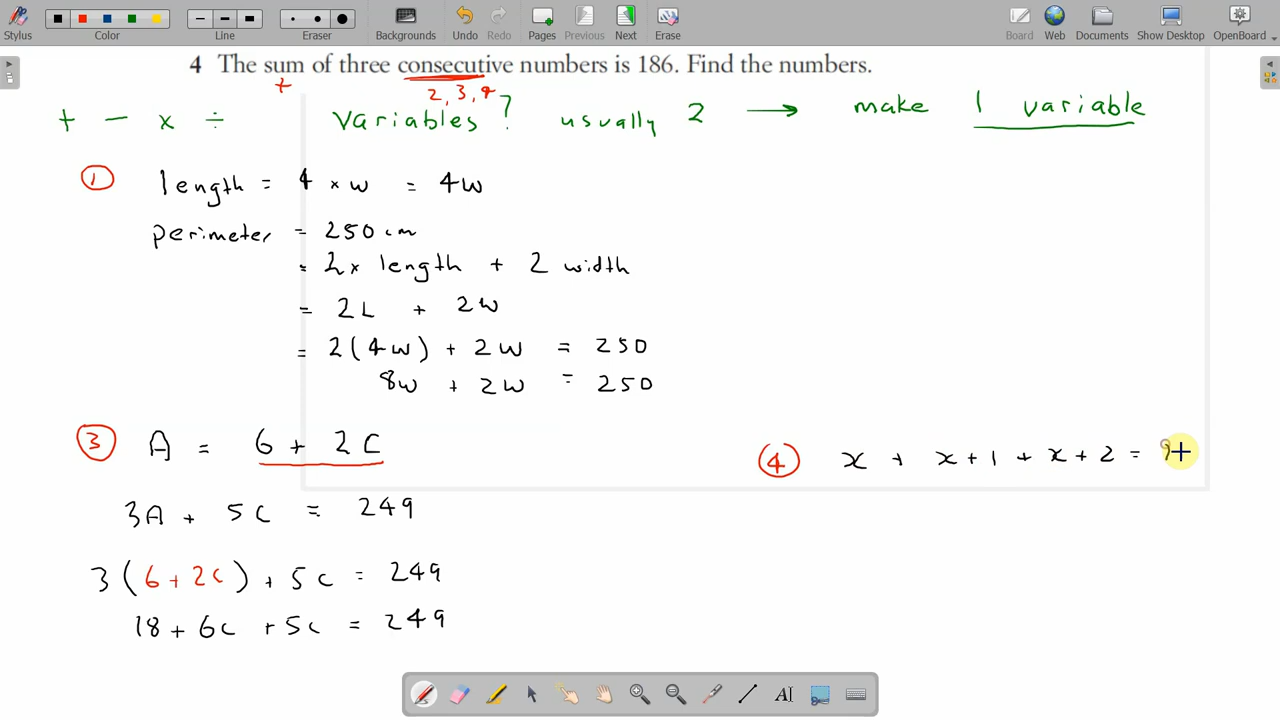 Stylus Color Line Eraser Backgrounds Undo Pages Previous Next Erase Board Web Documents Show Desktop OpenBoard
4 The sum of three consecutive numbers is 186. Find the numbers.
+ 2, 3, 4
+ - x ÷ variables? usually 2 → make 1 variable
① length = 4 × w = 4w
perimeter = 250 cm
= 2 × length + 2 width
= 2L + 2w
= 2(4w) + 2w = 250
8w + 2w = 250
③ A = 6 + 2C
④ x + x+1 + x+2 =
3A + 5C = 249
3(6+2C) + 5C = 249
18 + 6C + 5C = 249